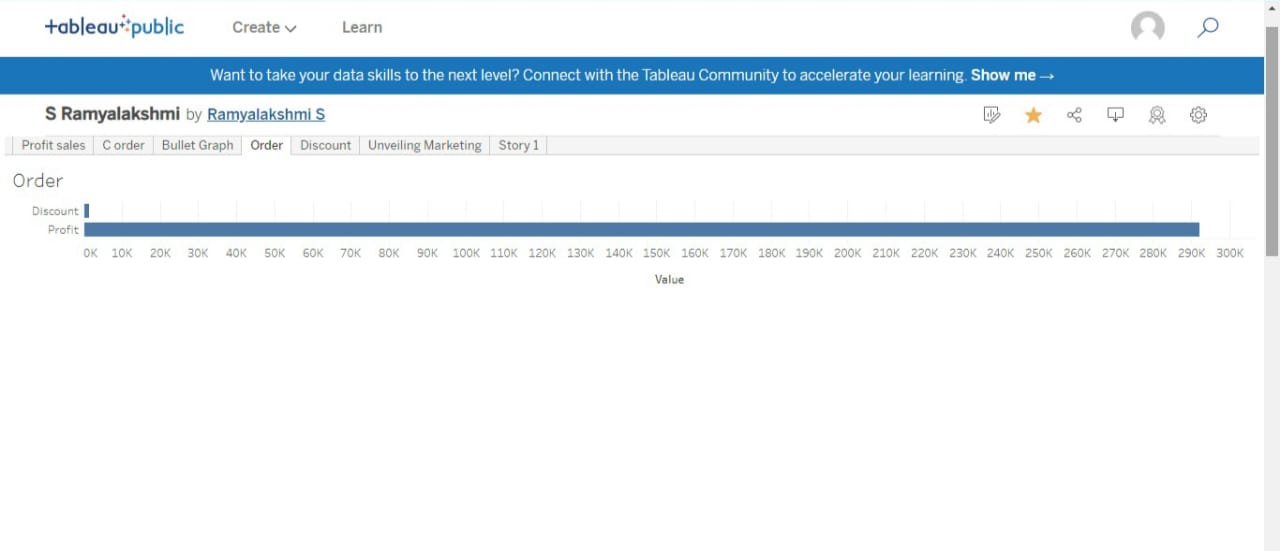 +ableau public Create Learn
Want to take your data skills to the next level? Connect with the Tableau Community to accelerate your learning. Show me →
S Ramyalakshmi by Ramyalakshmi S
Profit sales C order Bullet Graph Order Discount Unveiling Marketing Story 1
Order
Discount
Profit
0K 10K 20K 30K 40K 50K 60K 70K 80K 90K 100K 110K 120K 130K 140K 150K 160K 170K 180K 190K 200K 210K 220K 230K 240K 250K 260K 270K 280K 290K 300K
Value